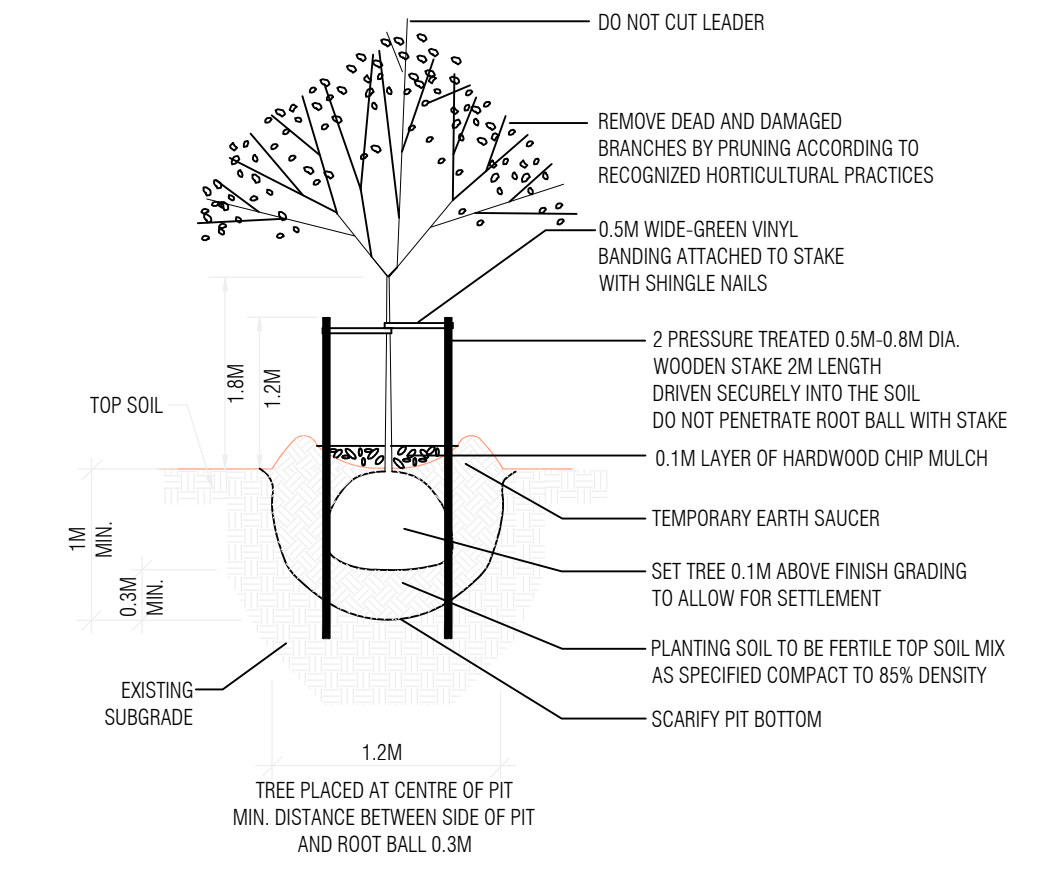 DO NOT CUT LEADER
REMOVE DEAD AND DAMAGED
BRANCHES BY PRUNING ACCORDING TO
RECOGNIZED HORTICULTURAL PRACTICES
0.5M WIDE-GREEN VINYL
BANDING ATTACHED TO STAKE
WITH SHINGLE NAILS
2 PRESSURE TREATED 0.5M-0.8M DIA.
WOODEN STAKE 2M LENGTH
DRIVEN SECURELY INTO THE SOIL
DO NOT PENETRATE ROOT BALL WITH STAKE
0.1M LAYER OF HARDWOOD CHIP MULCH
TEMPORARY EARTH SAUCER
SET TREE 0.1M ABOVE FINISH GRADING
TO ALLOW FOR SETTLEMENT
PLANTING SOIL TO BE FERTILE TOP SOIL MIX
AS SPECIFIED COMPACT TO 85% DENSITY
SCARIFY PIT BOTTOM
1.8M
1.2M
TOP SOIL
1M
MIN.
0.3M
MIN.
EXISTING
SUBGRADE
1.2M
TREE PLACED AT CENTRE OF PIT
MIN. DISTANCE BETWEEN SIDE OF PIT
AND ROOT BALL 0.3M